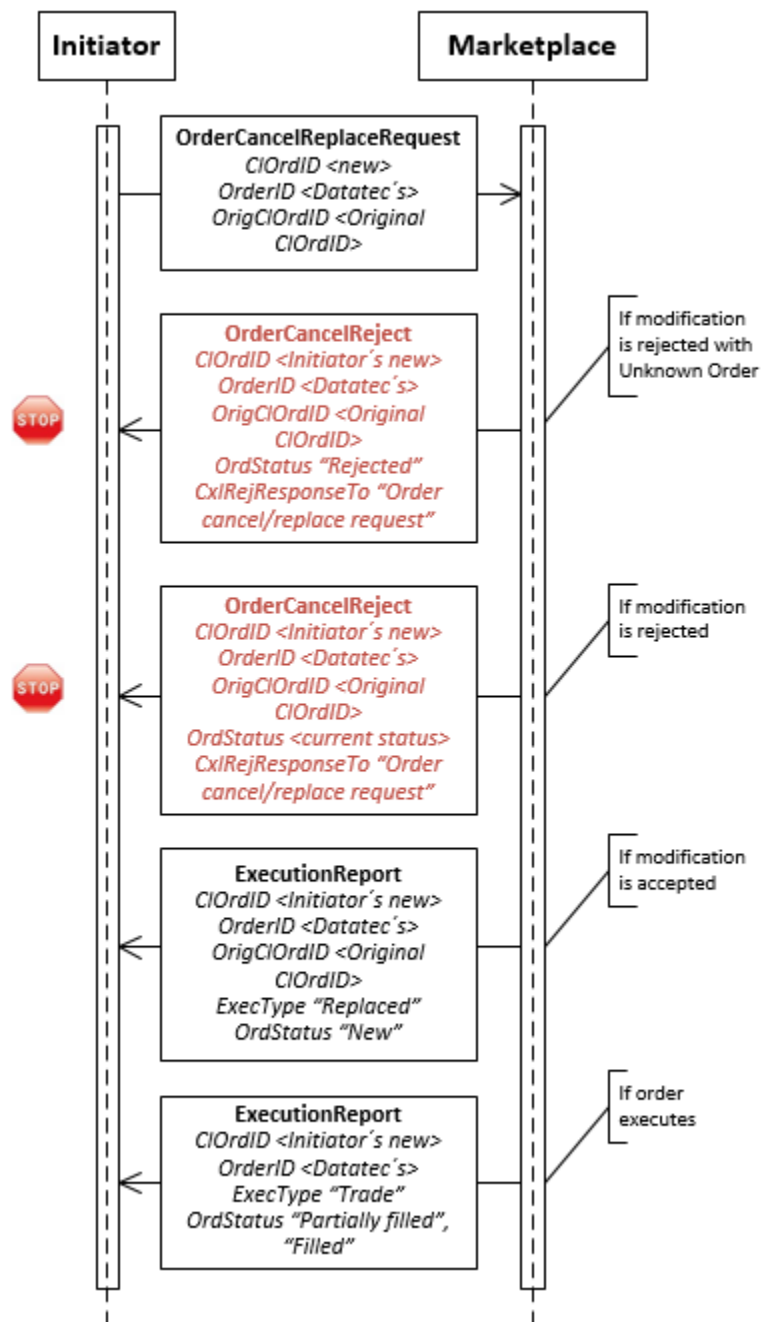 Initiator
Marketplace
OrderCancelReplaceRequest
ClOrdID <new>
OrderID <Datatec´s>
OrigClOrdID <Original
ClOrdID>
If modification
is rejected with
Unknown Order
OrderCancelReject
ClOrdID <Initiator´s new>
OrderID <Datatec´s>
OrigClOrdID <Original
ClOrdID>
OrdStatus “Rejected”
CxlRejResponseTo “Order
cancel/replace request”
STOP
If modification
is rejected
OrderCancelReject
ClOrdID <Initiator´s new>
OrderID <Datatec´s>
OrigClOrdID <Original
ClOrdID>
OrdStatus <current status>
CxlRejResponseTo “Order
cancel/replace request”
STOP
If modification
is accepted
ExecutionReport
ClOrdID <Initiator´s new>
OrderID <Datatec´s>
OrigClOrdID <Original
ClOrdID>
ExecType “Replaced”
OrdStatus “New”
If order
executes
ExecutionReport
ClOrdID <Initiator´s new>
OrderID <Datatec´s>
ExecType “Trade”
OrdStatus “Partially filled”,
“Filled”